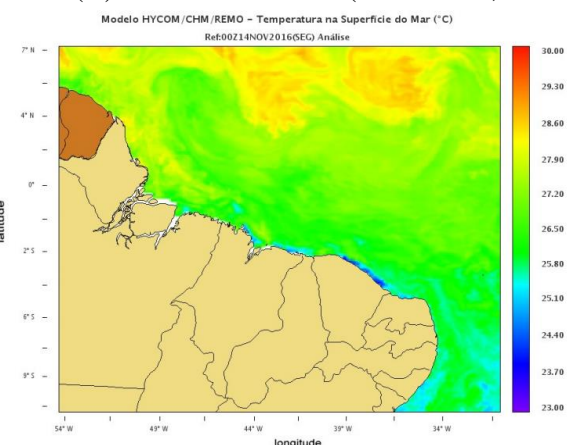 Modelo HYCOM/CHM/REMO - Temperatura na Superfície do Mar (°C)
Ref:00Z14NOV2016(SEG) Análise
7° N
4° N
0°
2° S
6° S
9° S
latitude
54° W
49° W
44° W
39° W
34° W
longitude
30.00
29.30
28.60
27.90
27.20
26.50
25.80
25.10
24.40
23.70
23.00